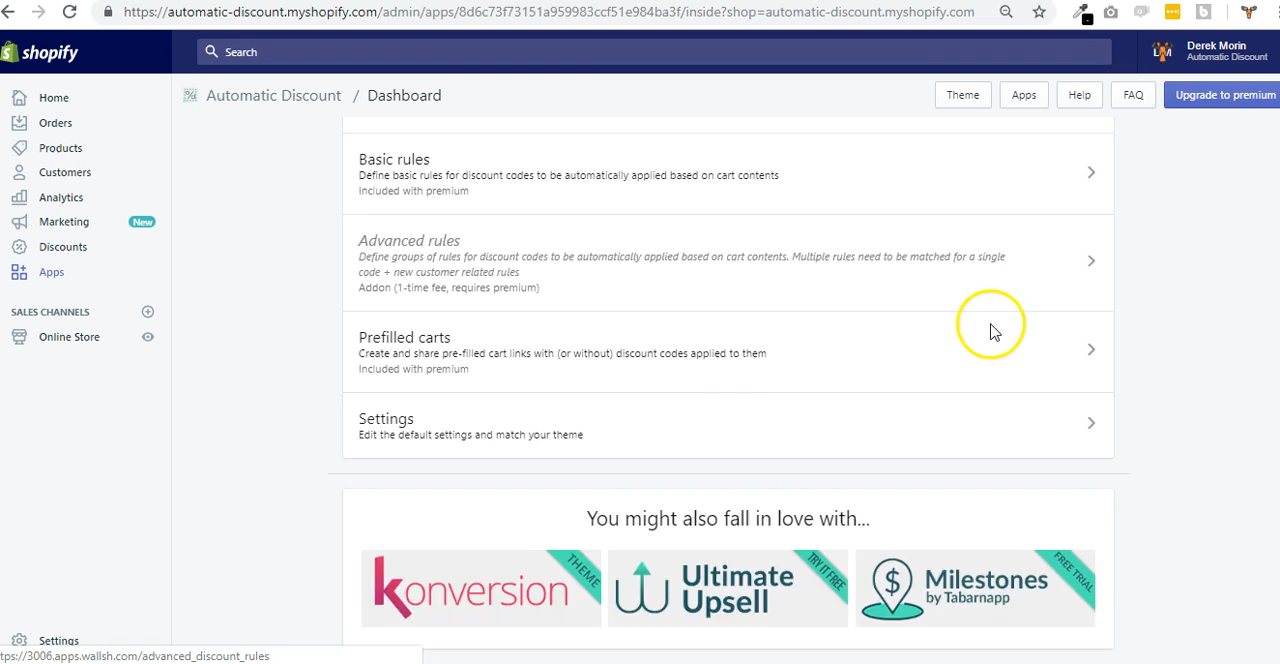 https://automatic-discount.myshopify.com/admin/apps/8d6c73f73151a959983ccf51e984ba3f/inside?shop=automatic-discount.myshopify.com
shopify
Search
LM
Derek Morin
Automatic Discount
Home
Orders
Products
Customers
Analytics
Marketing New
Discounts
Apps
SALES CHANNELS
Online Store
Settings
Automatic Discount / Dashboard
Theme Apps Help FAQ Upgrade to premium
Basic rules
Define basic rules for discount codes to be automatically applied based on cart contents
Included with premium
Advanced rules
Define groups of rules for discount codes to be automatically applied based on cart contents. Multiple rules need to be matched for a single
code + new customer related rules
Addon (1-time fee, requires premium)
Prefilled carts
Create and share pre-filled cart links with (or without) discount codes applied to them
Included with premium
Settings
Edit the default settings and match your theme
You might also fall in love with...
konversion
THEME
Ultimate
Upsell
TRY IT FREE
Milestones
by Tabarnapp
FREE TRIAL
tps://3006.apps.wallsh.com/advanced_discount_rules